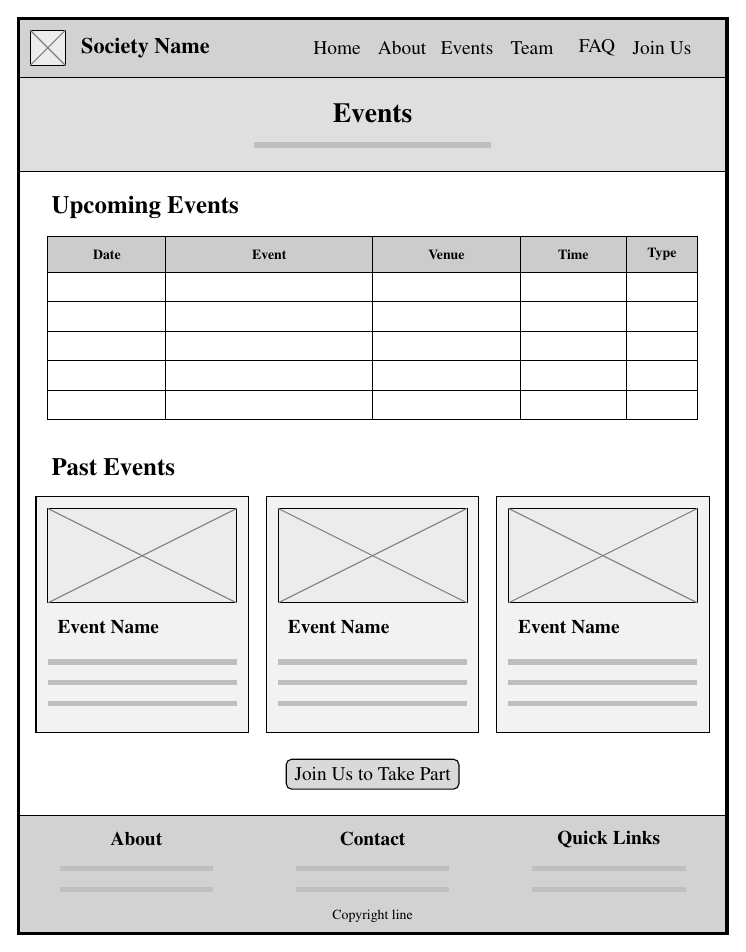 Society Name Home About Events Team FAQ Join Us
Events
Upcoming Events
Date Event Venue Time Type
Past Events
Event Name Event Name Event Name
Join Us to Take Part
About Contact Quick Links
Copyright line